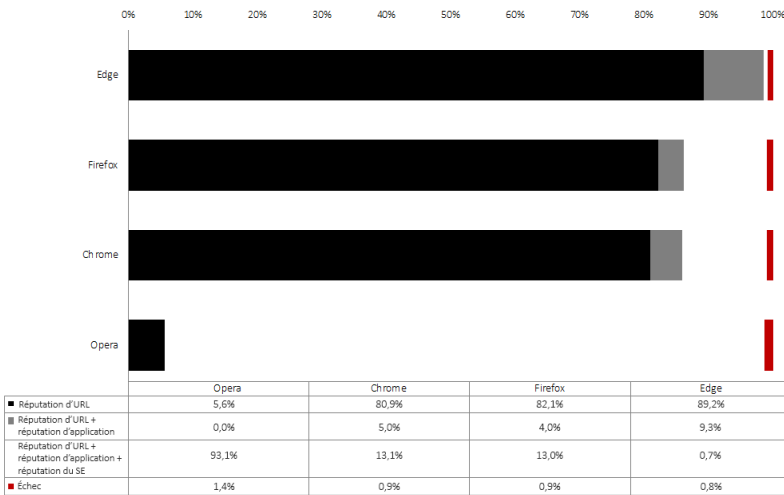 0% 10% 20% 30% 40% 50% 60% 70% 80% 90% 100%
Edge
Firefox
Chrome
Opera
Opera Chrome Firefox Edge
Réputation d’URL 5,6% 80,9% 82,1% 89,2%
Réputation d’URL +
réputation d’application 0,0% 5,0% 4,0% 9,3%
Réputation d’URL +
réputation d’application + 93,1% 13,1% 13,0% 0,7%
réputation du SE
Échec 1,4% 0,9% 0,9% 0,8%